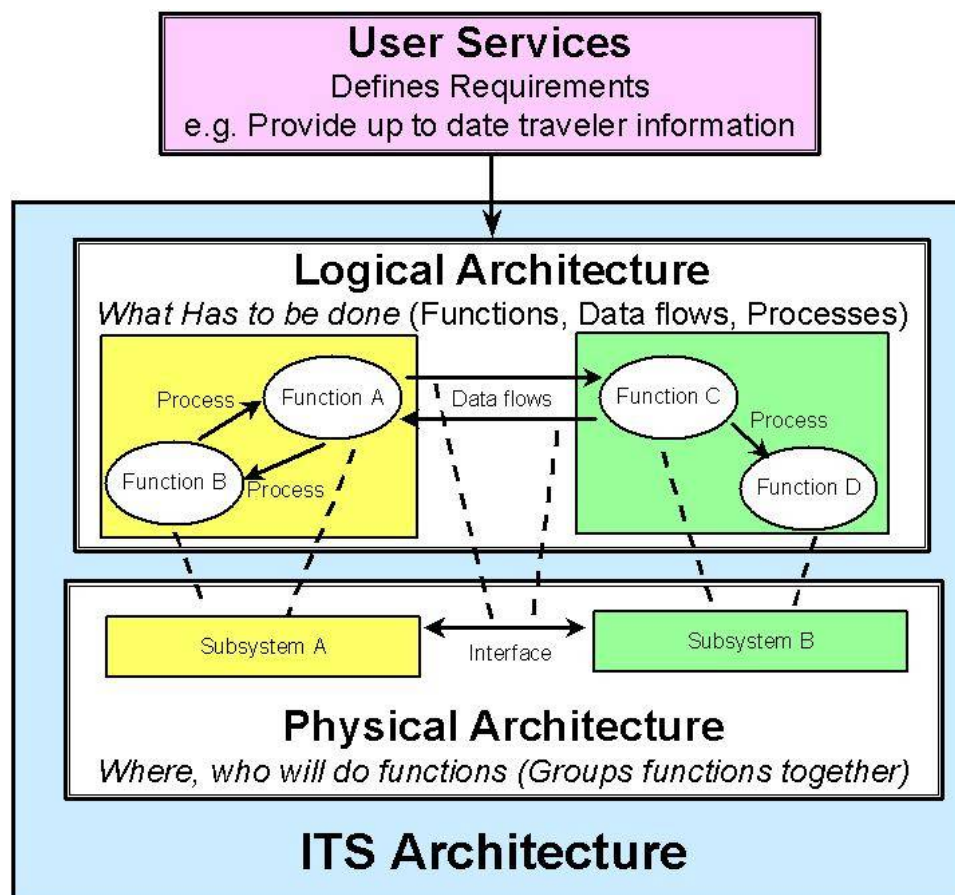 User Services
Defines Requirements
e.g. Provide up to date traveler information
Logical Architecture
What Has to be done (Functions, Data flows, Processes)
Process
Function A
Data flows
Function C
Process
Function B
Process
Function D
Subsystem A
Interface
Subsystem B
Physical Architecture
Where, who will do functions (Groups functions together)
ITS Architecture